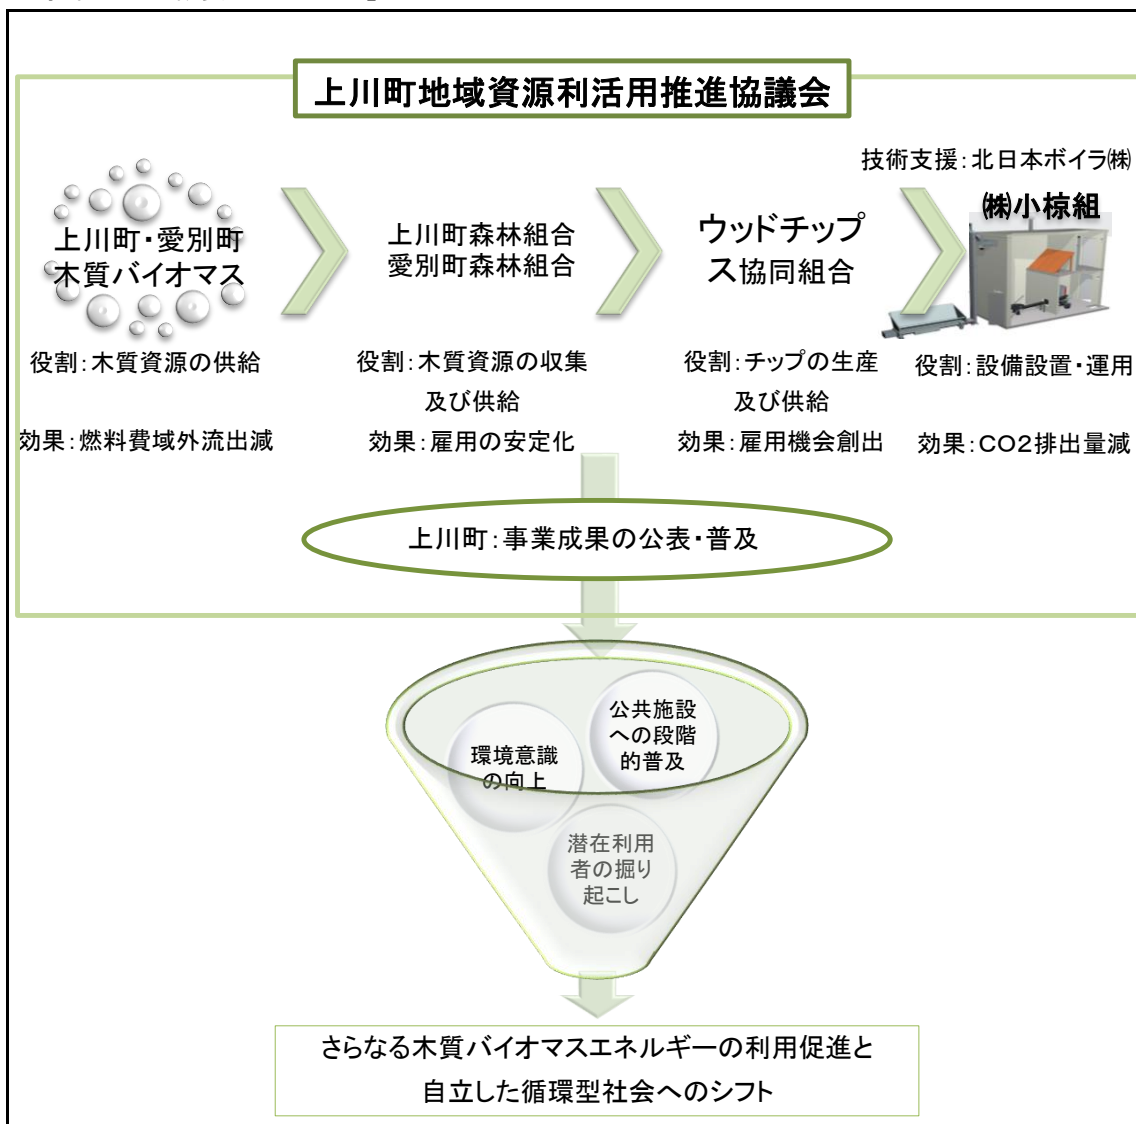 上川町地域資源利活用推進協議会
技術支援：北日本ボイラ㈱
上川町・愛別町
木質バイオマス
役割：木質資源の供給
効果：燃料費域外流出減
上川町森林組合
愛別町森林組合
役割：木質資源の収集
及び供給
効果：雇用の安定化
ウッドチップ
ス協同組合
役割：チップの生産
及び供給
効果：雇用機会創出
㈱小椋組
役割：設備設置・運用
効果：ＣＯ２排出量減
上川町：事業成果の公表・普及
公共施設
への段階
的普及
環境意識
の向上
潜在利用
者の掘り
起こし
さらなる木質バイオマスエネルギーの利用促進と
自立した循環型社会へのシフト